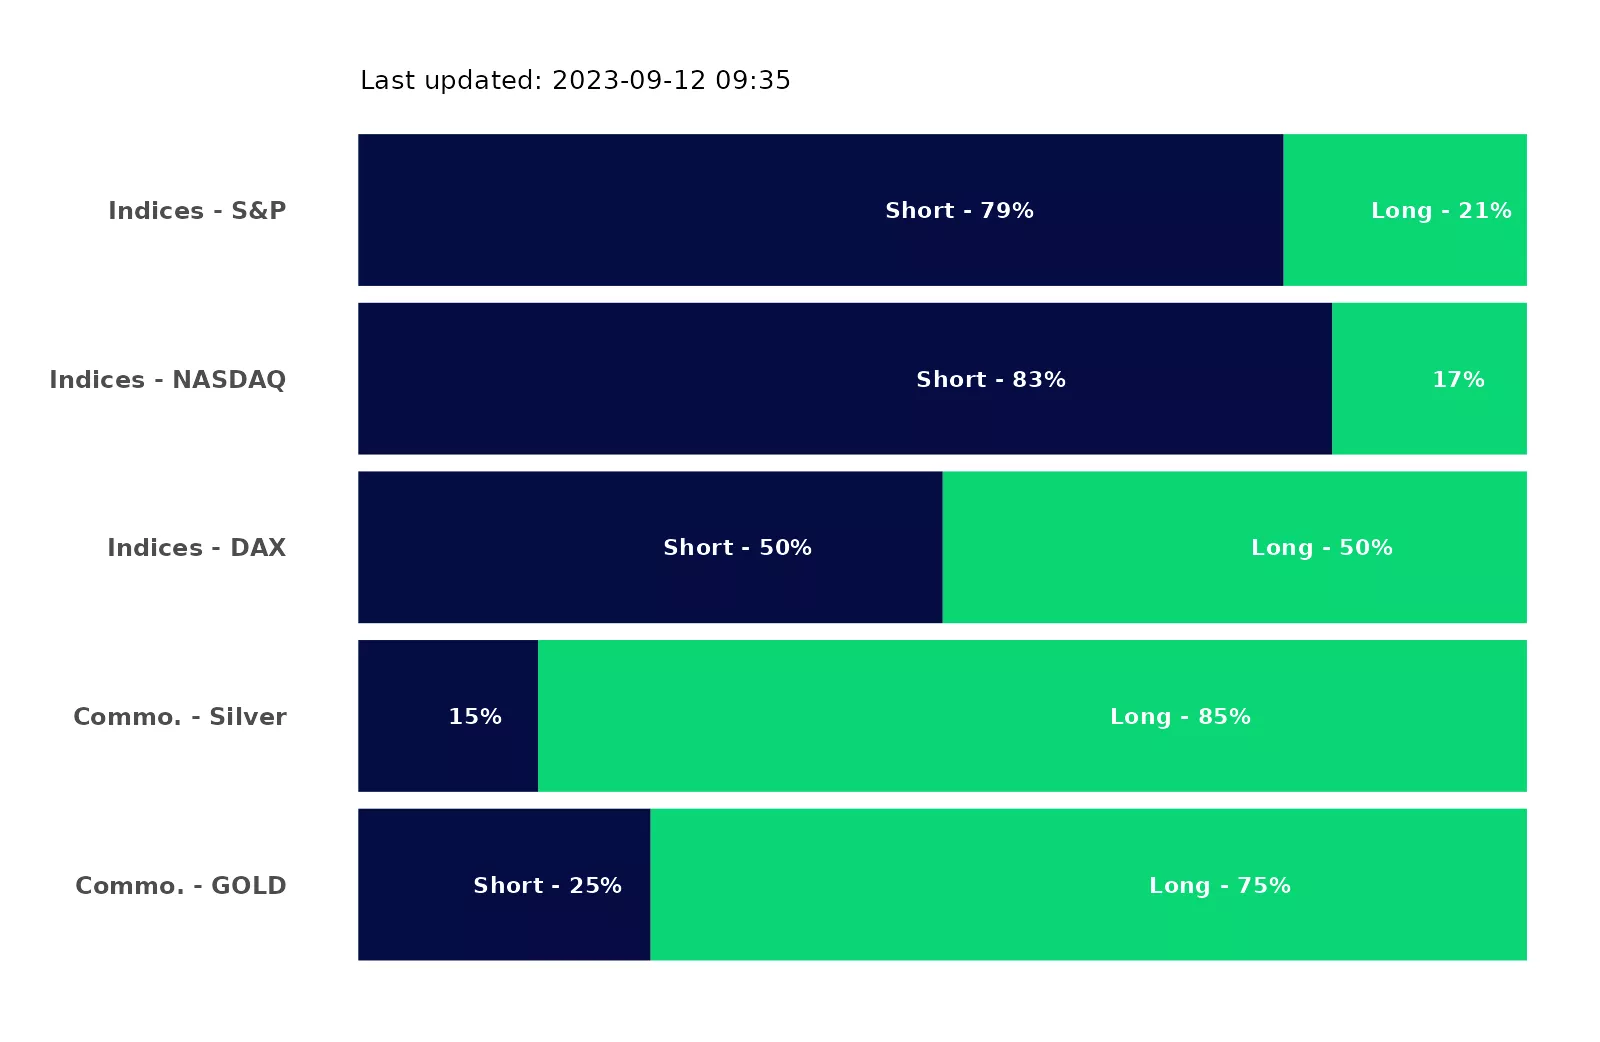 Last updated: 2023-09-12 09:35
Indices - S&P Short - 79% Long - 21%
Indices - NASDAQ Short - 83% 17%
Indices - DAX Short - 50% Long - 50%
Commo. - Silver 15% Long - 85%
Commo. - GOLD Short - 25% Long - 75%